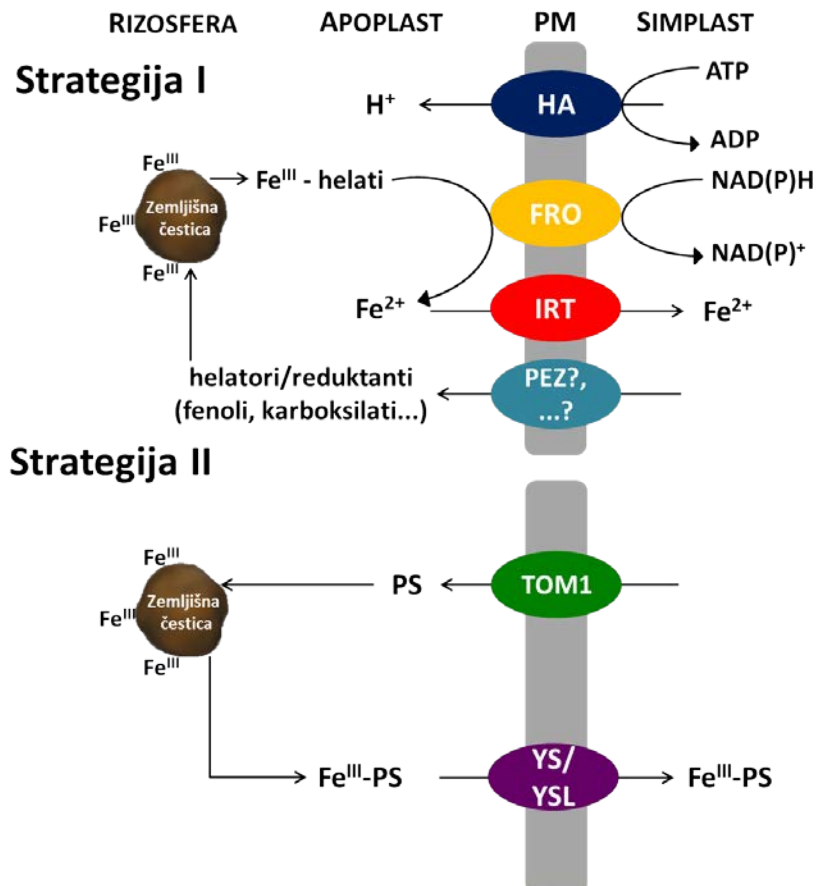 RIZOSFERA APOPLAST PM SIMPLAST
Strategija I
H⁺ HA ATP
ADP
Feᴵᴵᴵ
Feᴵᴵᴵ
Feᴵᴵᴵ
Zemljišna
čestica
Feᴵᴵᴵ - helati
FRO
NAD(P)H
NAD(P)⁺
Fe²⁺ IRT Fe²⁺
helatori/reduktanti
(fenoli, karboksilati...)
PEZ?,
...?
Strategija II
Feᴵᴵᴵ
Feᴵᴵᴵ
Feᴵᴵᴵ
Zemljišna
čestica
PS TOM1
Feᴵᴵᴵ-PS
YS/
YSL
Feᴵᴵᴵ-PS